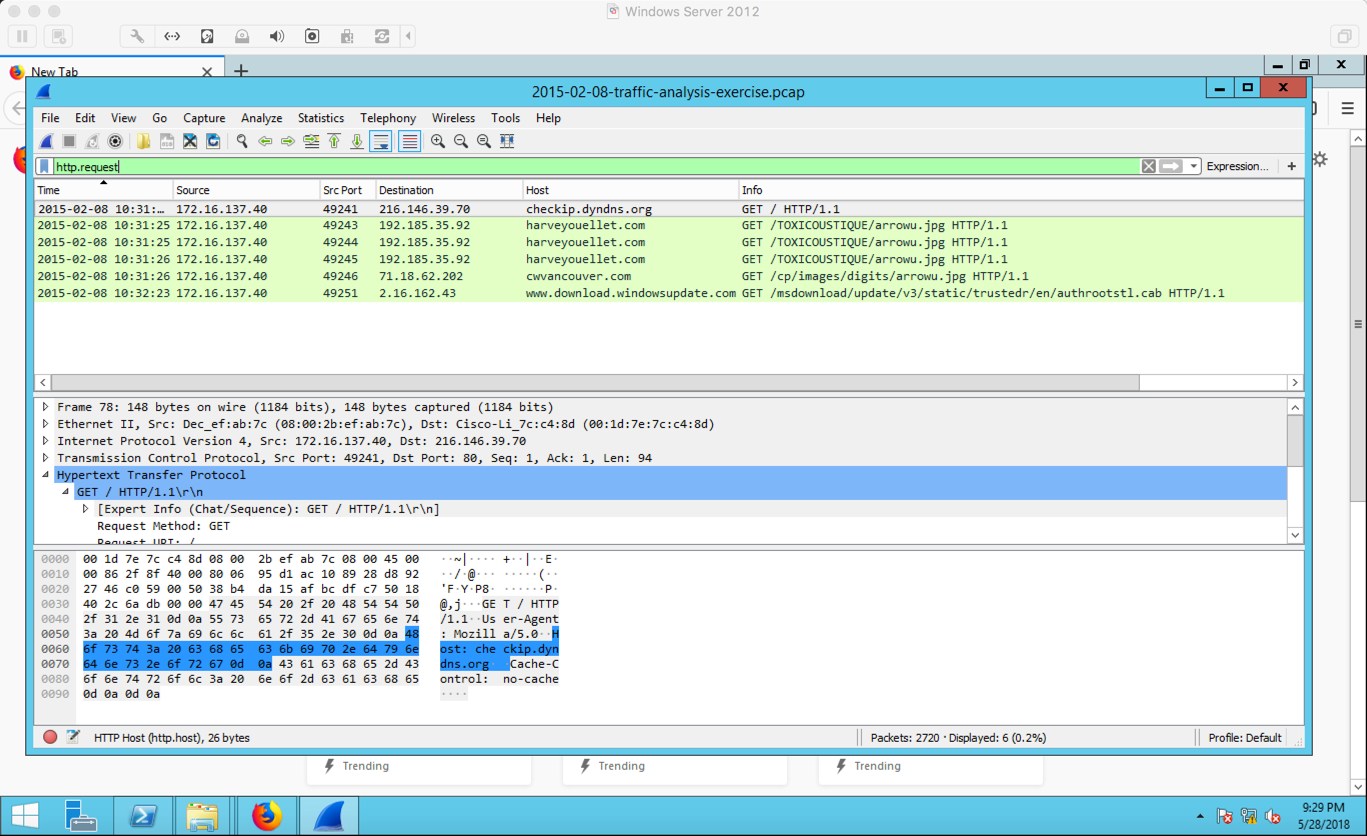 Windows Server 2012
New Tab
2015-02-08-traffic-analysis-exercise.pcap
File Edit View Go Capture Analyze Statistics Telephony Wireless Tools Help
http.request
Expression...
Time Source Src Port Destination Host Info
2015-02-08 10:31:... 172.16.137.40 49241 216.146.39.70 checkip.dyndns.org GET / HTTP/1.1
2015-02-08 10:31:25 172.16.137.40 49243 192.185.35.92 harveyouellet.com GET /TOXICOUSTIQUE/arrowu.jpg HTTP/1.1
2015-02-08 10:31:25 172.16.137.40 49244 192.185.35.92 harveyouellet.com GET /TOXICOUSTIQUE/arrowu.jpg HTTP/1.1
2015-02-08 10:31:26 172.16.137.40 49245 192.185.35.92 harveyouellet.com GET /TOXICOUSTIQUE/arrowu.jpg HTTP/1.1
2015-02-08 10:31:26 172.16.137.40 49246 71.18.62.202 cwvancouver.com GET /cp/images/digits/arrowu.jpg HTTP/1.1
2015-02-08 10:32:23 172.16.137.40 49251 2.16.162.43 www.download.windowsupdate.com GET /msdownload/update/v3/static/trustedr/en/authrootstl.cab HTTP/1.1
Frame 78: 148 bytes on wire (1184 bits), 148 bytes captured (1184 bits)
Ethernet II, Src: Dec_ef:ab:7c (08:00:2b:ef:ab:7c), Dst: Cisco-Li_7c:c4:8d (00:1d:7e:7c:c4:8d)
Internet Protocol Version 4, Src: 172.16.137.40, Dst: 216.146.39.70
Transmission Control Protocol, Src Port: 49241, Dst Port: 80, Seq: 1, Ack: 1, Len: 94
Hypertext Transfer Protocol
GET / HTTP/1.1\r\n
[Expert Info (Chat/Sequence): GET / HTTP/1.1\r\n]
Request Method: GET
Request URI: /
0000 00 1d 7e 7c c4 8d 08 00 2b ef ab 7c 08 00 45 00 ··~|···· +··|··E·
0010 00 86 2f 8f 40 00 80 06 95 d1 ac 10 89 28 d8 92 ··/·@··· ·····(··
0020 27 46 c0 59 00 50 38 b4 da 15 af bc df c7 50 18 'F·Y·P8· ······P·
0030 40 2c 6a db 00 00 47 45 54 20 2f 20 48 54 54 50 @,j···GE T / HTTP
0040 2f 31 2e 31 0d 0a 55 73 65 72 2d 41 67 65 6e 74 /1.1··Us er-Agent
0050 3a 20 4d 6f 7a 69 6c 6c 61 2f 35 2e 30 0d 0a 48 : Mozill a/5.0··H
0060 6f 73 74 3a 20 63 68 65 63 6b 69 70 2e 64 79 6e ost: che ckip.dyn
0070 64 6e 73 2e 6f 72 67 0d 0a 43 61 63 68 65 2d 43 dns.org· ·Cache-C
0080 6f 6e 74 72 6f 6c 3a 20 6e 6f 2d 63 61 63 68 65 ontrol: no-cache
0090 0d 0a 0d 0a ····
HTTP Host (http.host), 26 bytes Packets: 2720 · Displayed: 6 (0.2%) Profile: Default
Trending Trending Trending
9:29 PM
5/28/2018